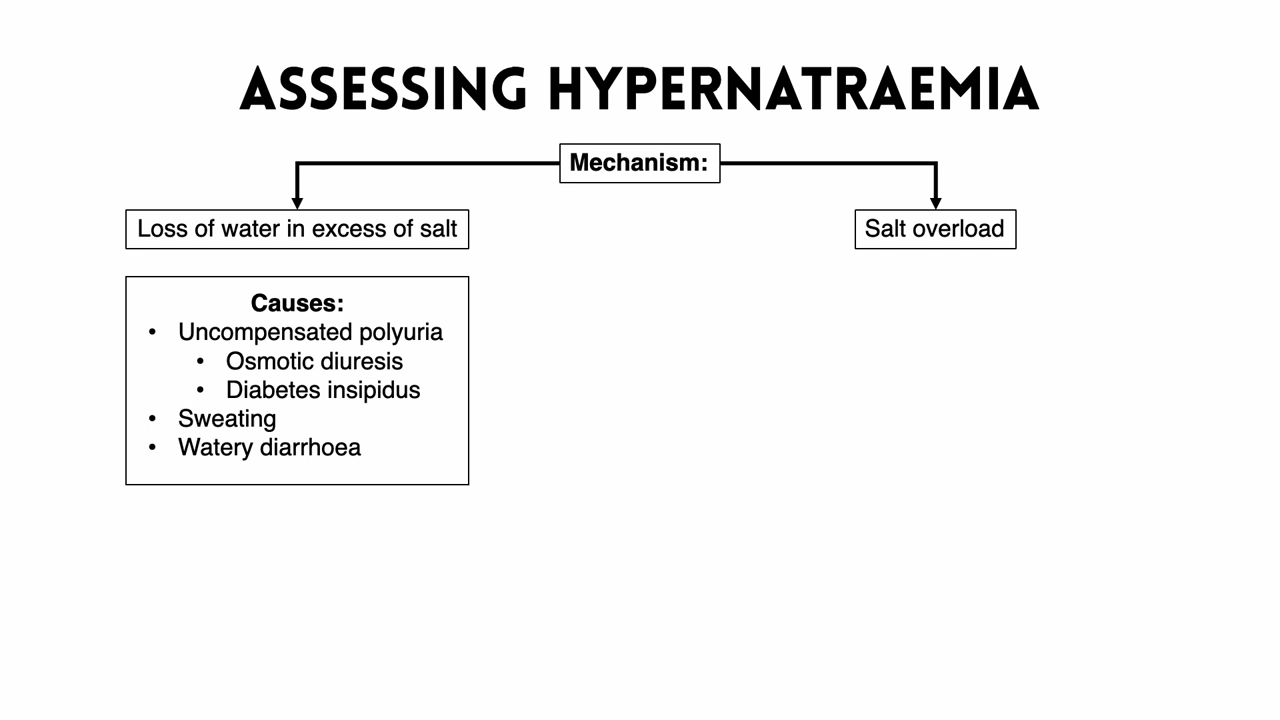 ASSESSING HYPERNATRAEMIA
Mechanism:
Loss of water in excess of salt
Salt overload
Causes:
• Uncompensated polyuria
• Osmotic diuresis
• Diabetes insipidus
• Sweating
• Watery diarrhoea